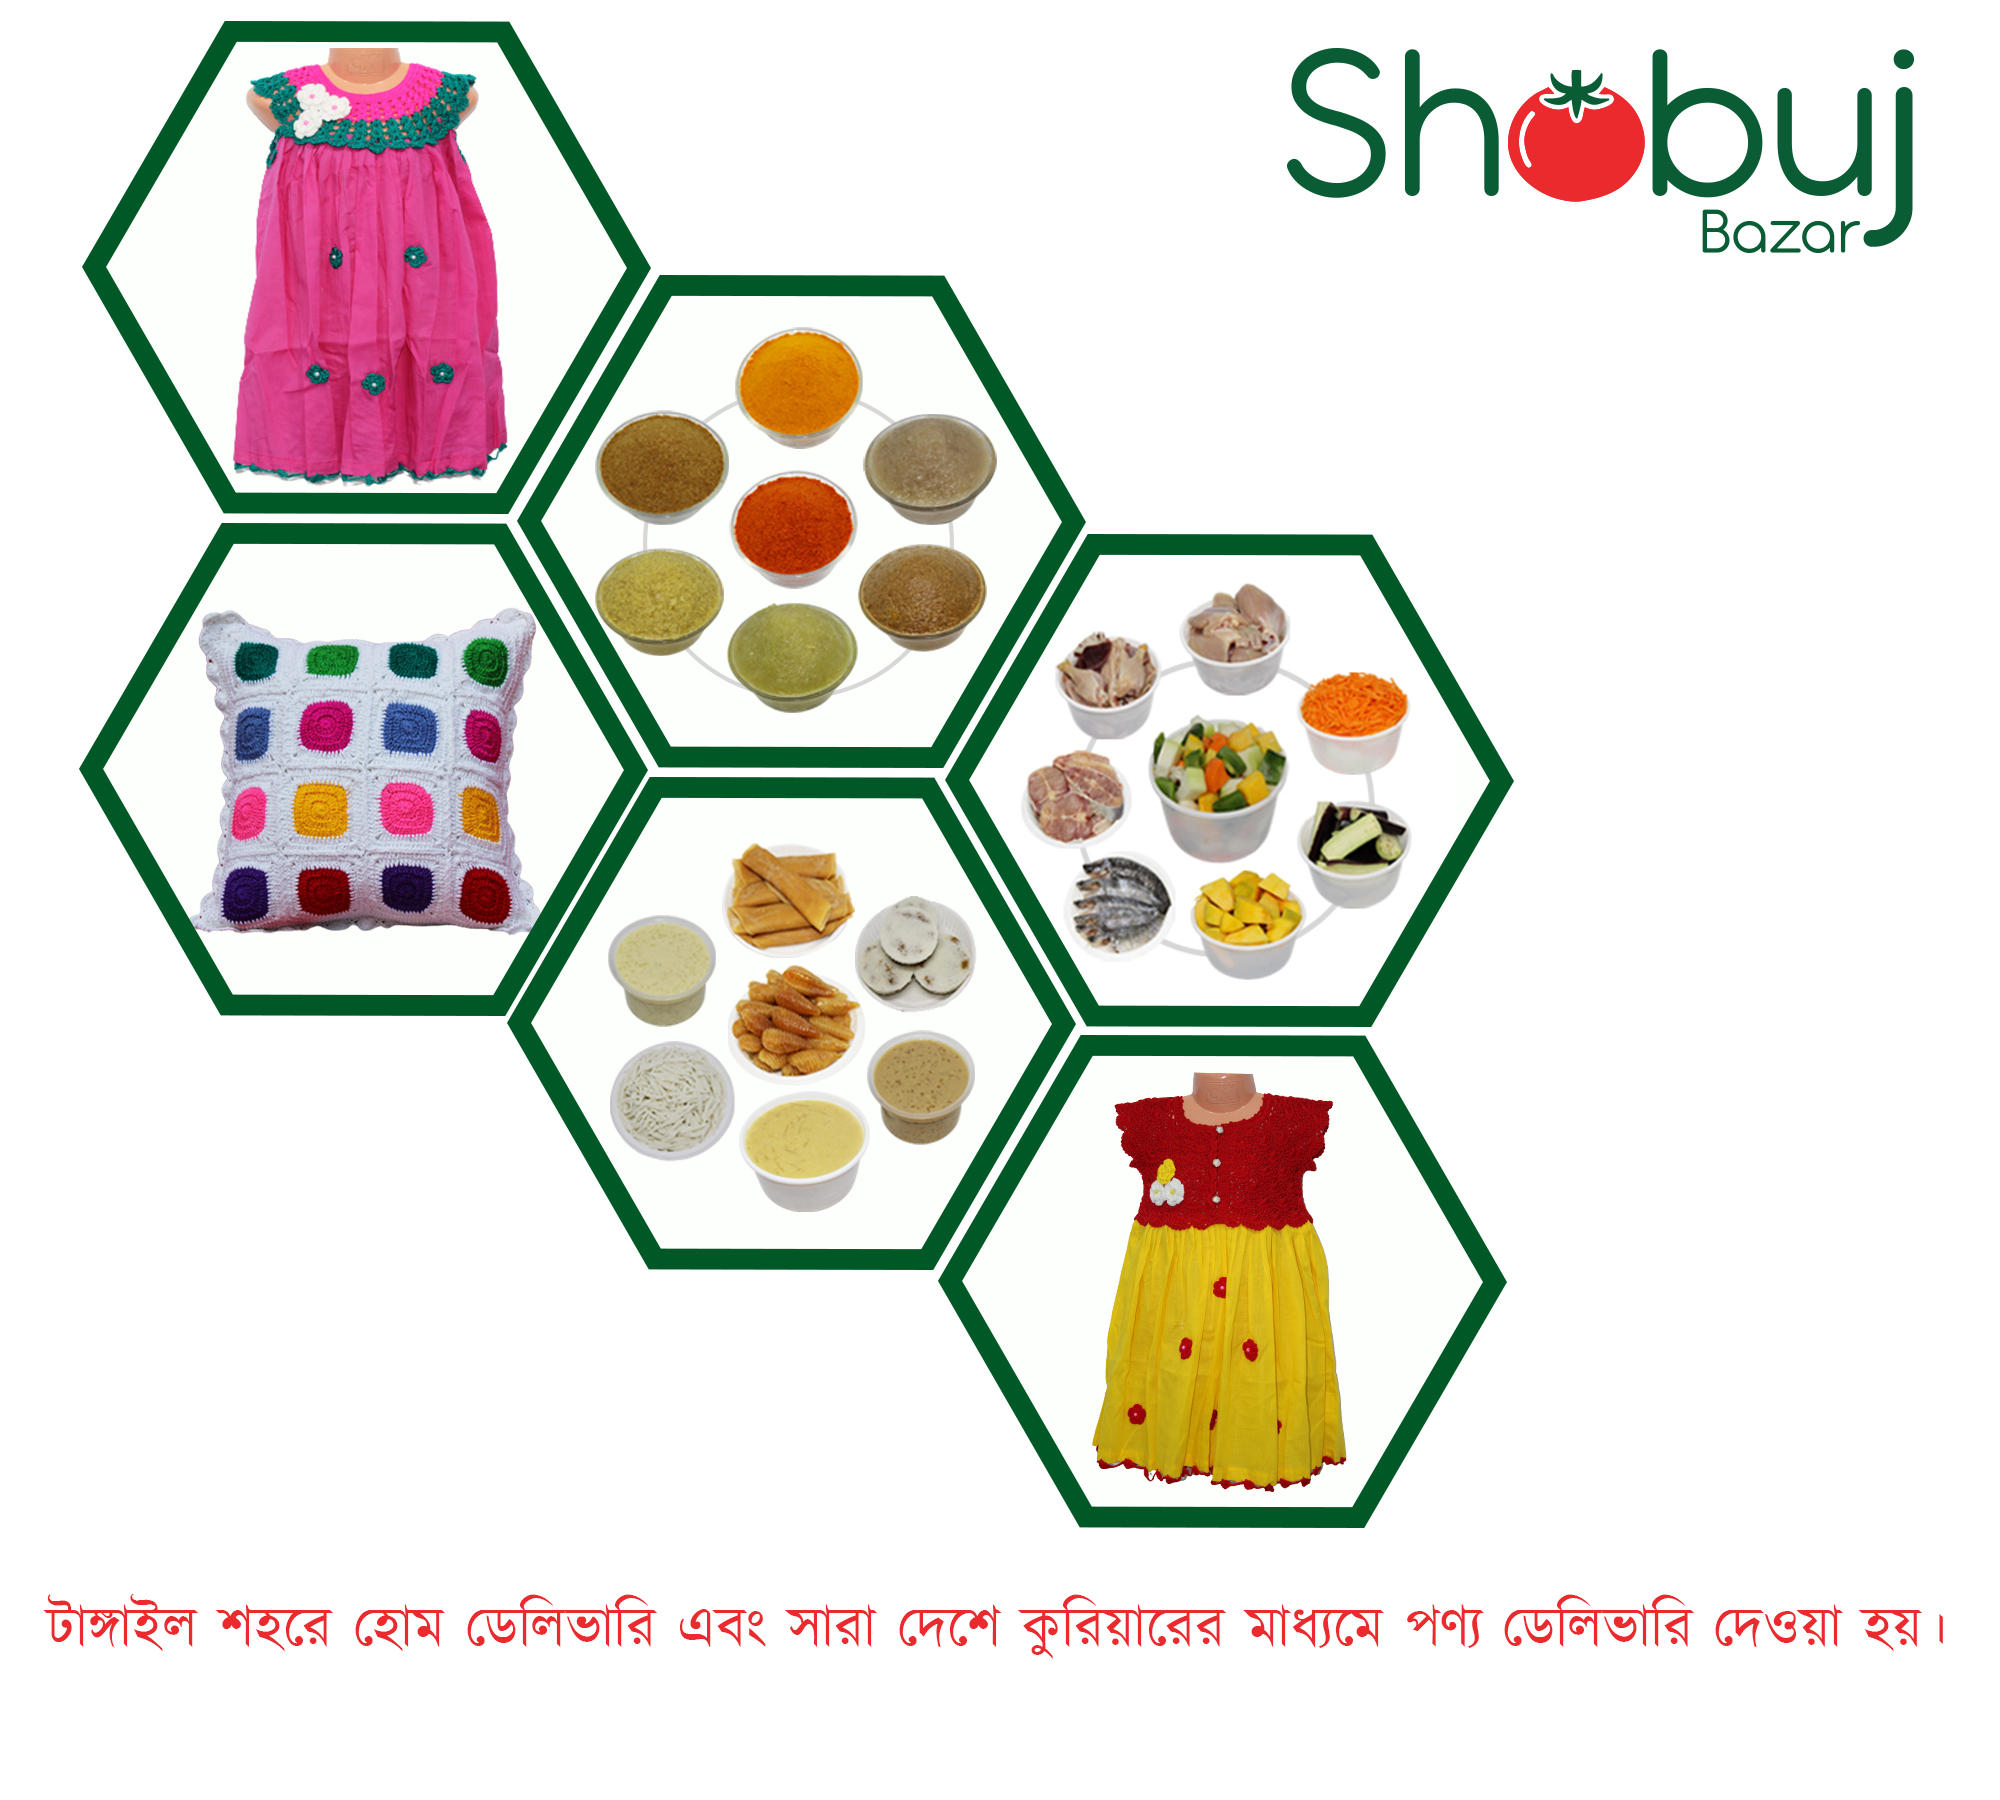 Shobuj
Bazar
টাঙ্গাইল শহরে হোম ডেলিভারি এবং সারা দেশে কুরিয়ারের মাধ্যমে পণ্য ডেলিভারি দেওয়া হয়।